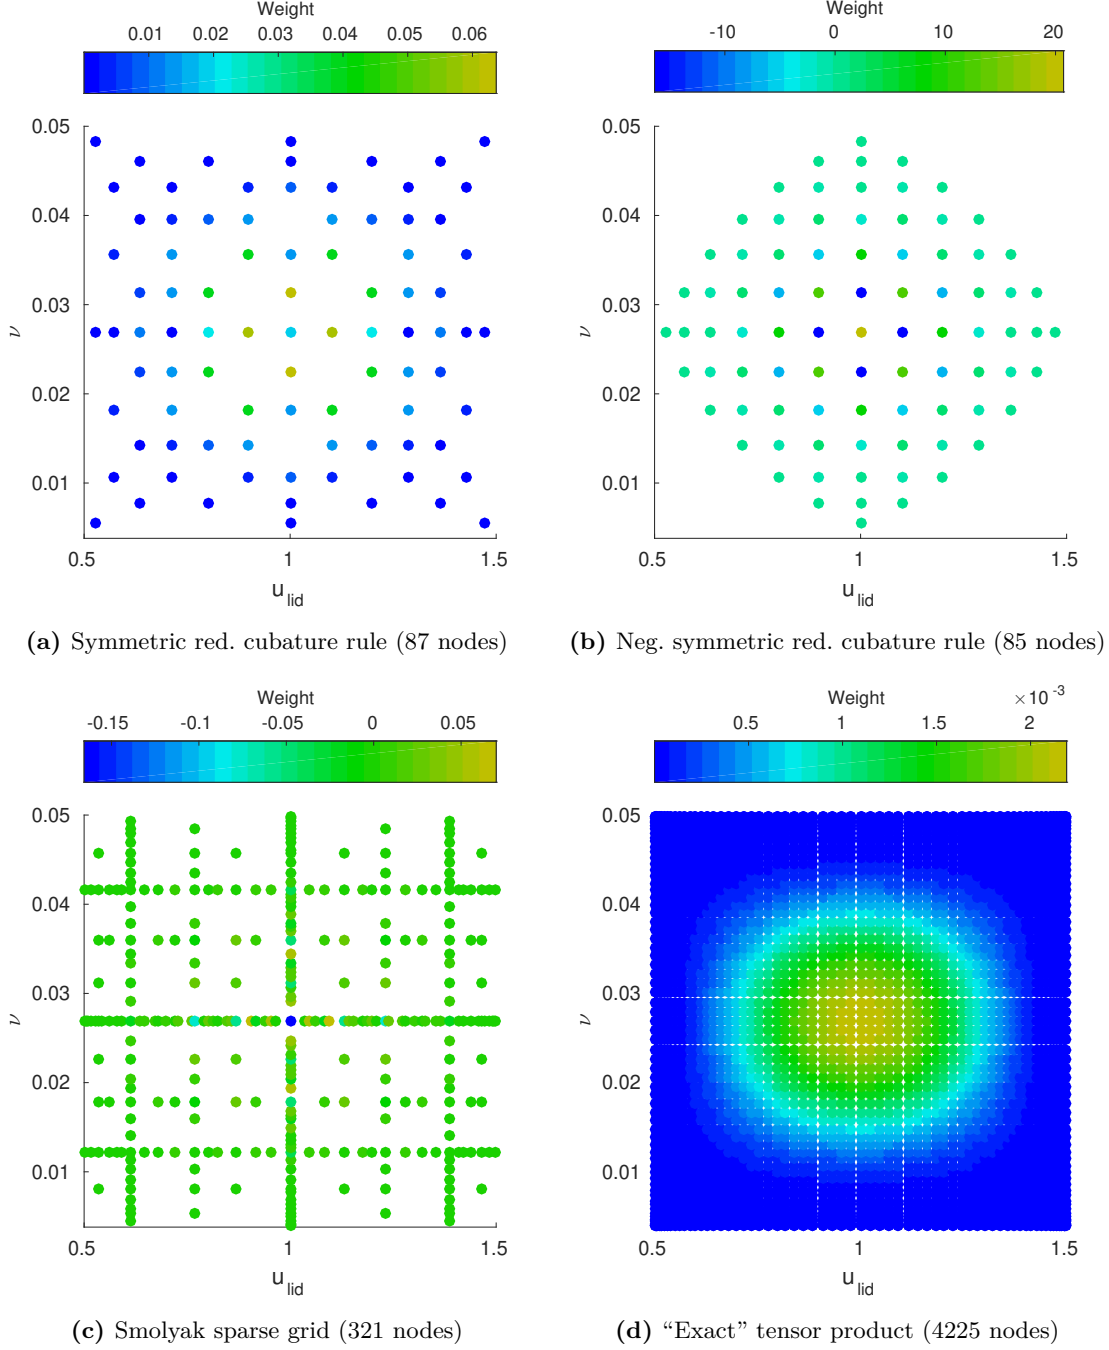 Weight
0.01 0.02 0.03 0.04 0.05 0.06
0.05
0.04
0.03
ν
0.02
0.01
0.5 1 1.5
u_lid
(a) Symmetric red. cubature rule (87 nodes)
Weight
-10 0 10 20
0.05
0.04
0.03
ν
0.02
0.01
0.5 1 1.5
u_lid
(b) Neg. symmetric red. cubature rule (85 nodes)
Weight
-0.15 -0.1 -0.05 0 0.05
0.05
0.04
0.03
ν
0.02
0.01
0.5 1 1.5
u_lid
(c) Smolyak sparse grid (321 nodes)
Weight ×10⁻³
0.5 1 1.5 2
0.05
0.04
0.03
ν
0.02
0.01
0.5 1 1.5
u_lid
(d) “Exact” tensor product (4225 nodes)